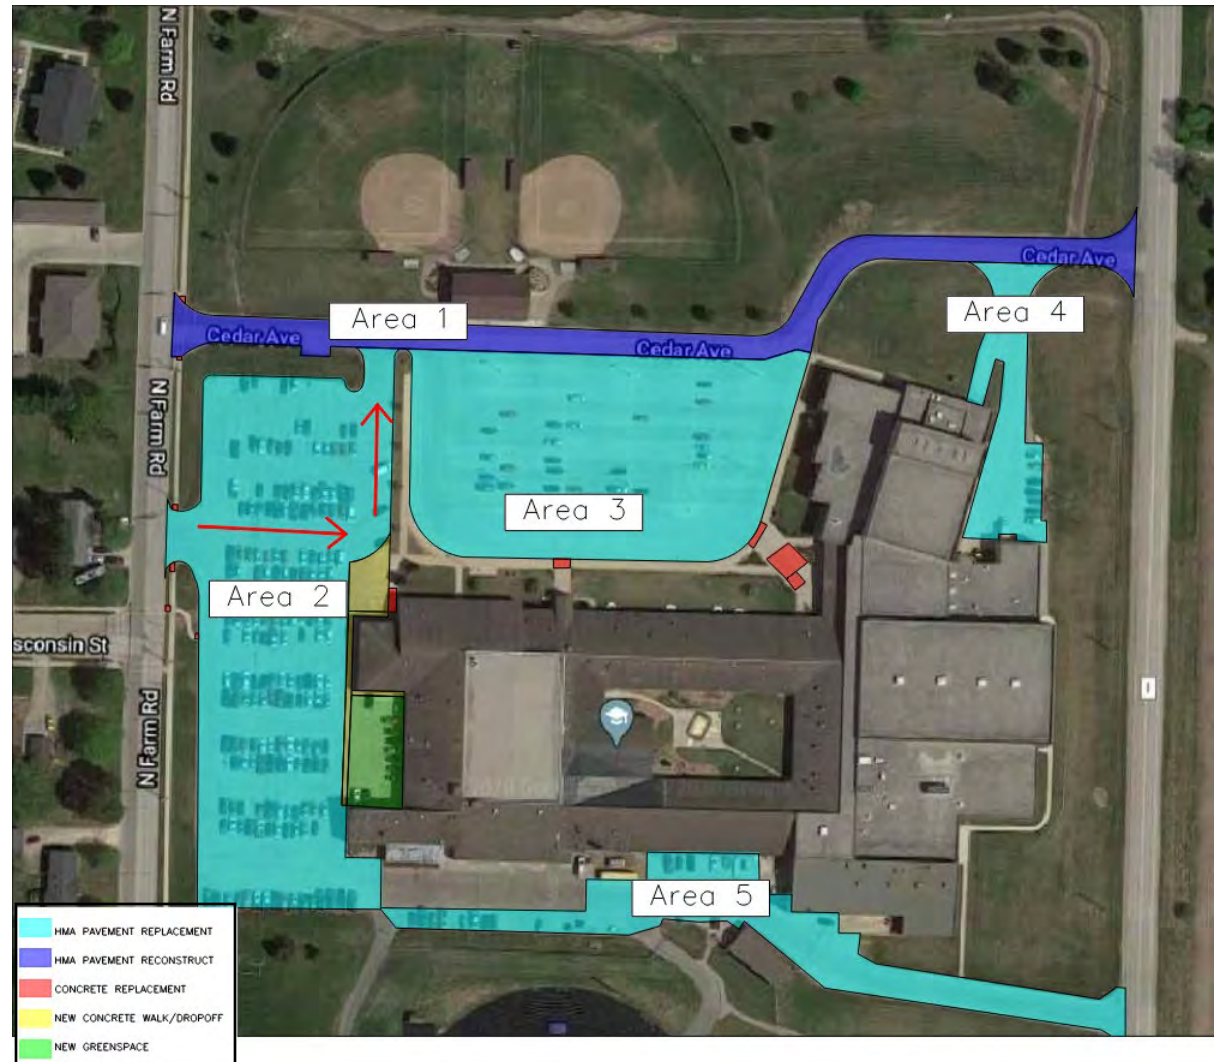 N Farm Rd
Cedar Ave
Area 4
Area 1
Cedar Ave
Cedar Ave
N Farm Rd
Area 3
Area 2
sconsin St
N Farm Rd
Area 5
HMA PAVEMENT REPLACEMENT
HMA PAVEMENT RECONSTRUCT
CONCRETE REPLACEMENT
NEW CONCRETE WALK/DROPOFF
NEW GREENSPACE